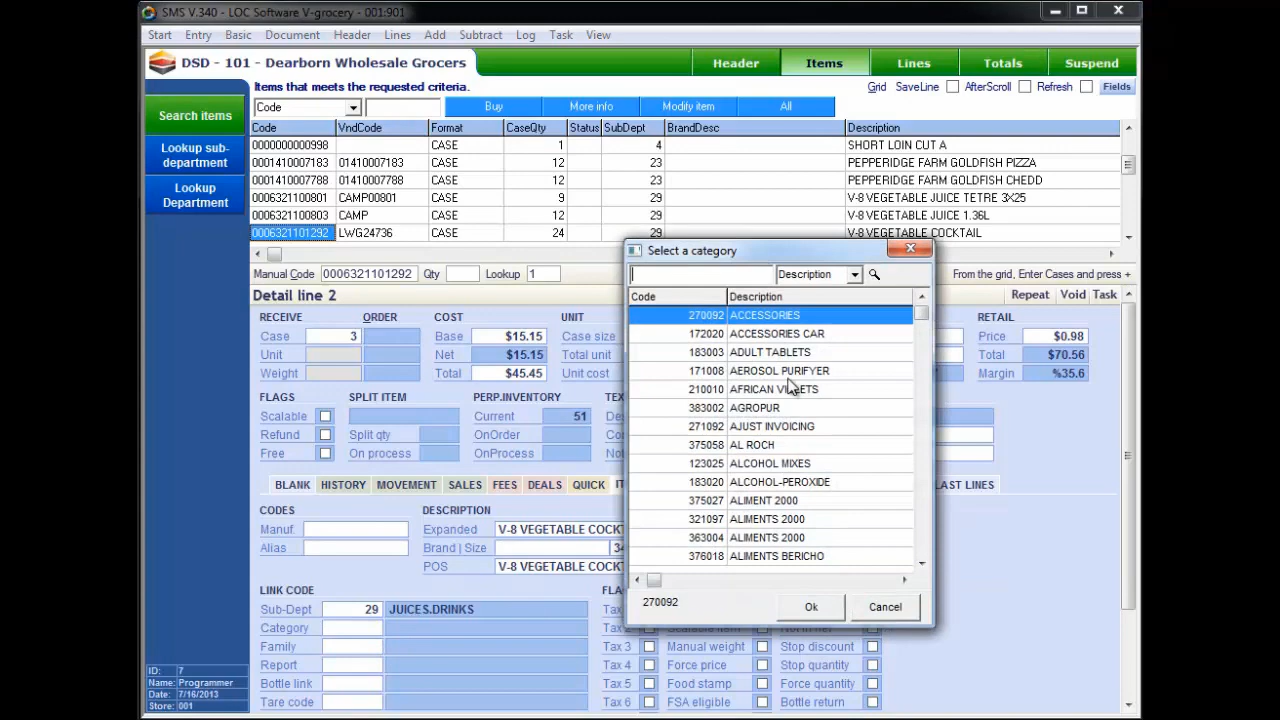 SMS V.340 - LOC Software V-grocery - 001:901
Start Entry Basic Document Header Lines Add Subtract Log Task View
DSD - 101 - Dearborn Wholesale Grocers Header Items Lines Totals Suspend
Items that meets the requested criteria. Grid SaveLine AfterScroll Refresh Fields
Search items Code Buy More info Modify item All
Code VndCode Format CaseQty Status SubDept BrandDesc Description
0000000000998 CASE 1 4 SHORT LOIN CUT A
Lookup sub-department
0001410007183 01410007183 CASE 12 23 PEPPERIDGE FARM GOLDFISH PIZZA
0001410007788 01410007788 CASE 12 23 PEPPERIDGE FARM GOLDFISH CHEDD
Lookup Department
0006321100801 CAMP00801 CASE 9 29 V-8 VEGETABLE JUICE TETRE 3X25
0006321100803 CAMP CASE 12 29 V-8 VEGETABLE JUICE 1.36L
0006321101292 LWG24736 CASE 24 29 V-8 VEGETABLE COCKTAIL
Manual Code 0006321101292 Qty Lookup 1 From the grid, Enter Cases and press +
Detail line 2 Repeat Void Task
RECEIVE ORDER COST UNIT RETAIL
Case 3 Base $15.15 Case size Price $0.98
Unit Net $15.15 Total unit Total $70.56
Weight Total $45.45 Unit cost Margin %35.6
FLAGS SPLIT ITEM PERP.INVENTORY
Scalable Current 51
Refund Split qty OnOrder
Free On process OnProcess
BLANK HISTORY MOVEMENT SALES FEES DEALS QUICK LAST LINES
CODES DESCRIPTION
Manuf. Expanded V-8 VEGETABLE COCKT
Alias Brand | Size 34
POS V-8 VEGETABLE COCKT
LINK CODE
Sub-Dept 29 JUICES.DRINKS
Category Tax 2
Family Tax 3 Manual weight Stop discount
Report Tax 4 Force price Stop quantity
Bottle link Tax 5 Food stamp Force quantity
Tare code Tax 6 FSA eligible Bottle return
Select a category
Description
Code Description
270092 ACCESSORIES
172020 ACCESSORIES CAR
183003 ADULT TABLETS
171008 AEROSOL PURIFYER
210010 AFRICAN
383002 AGROPUR
271092 AJUST INVOICING
375058 AL ROCH
123025 ALCOHOL MIXES
183020 ALCOHOL-PEROXIDE
375027 ALIMENT 2000
321097 ALIMENTS 2000
363004 ALIMENTS 2000
376018 ALIMENTS BERICHO
270092 Ok Cancel
ID: 7
Name: Programmer
Date: 7/16/2013
Store: 001